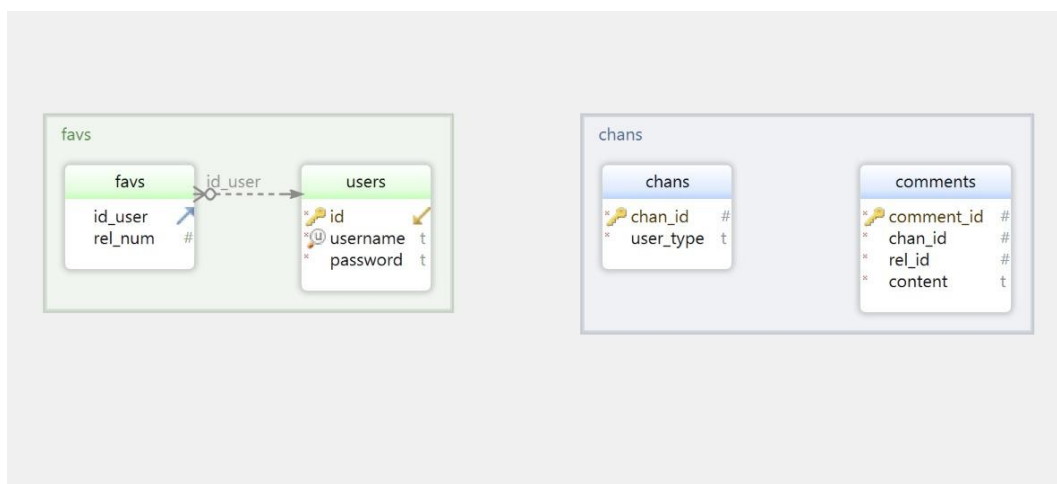 favs
favs
id_user
users
id_user
rel_num #
id
username t
password t
chans
chans
chan_id #
user_type t
comments
comment_id #
chan_id #
rel_id #
content t